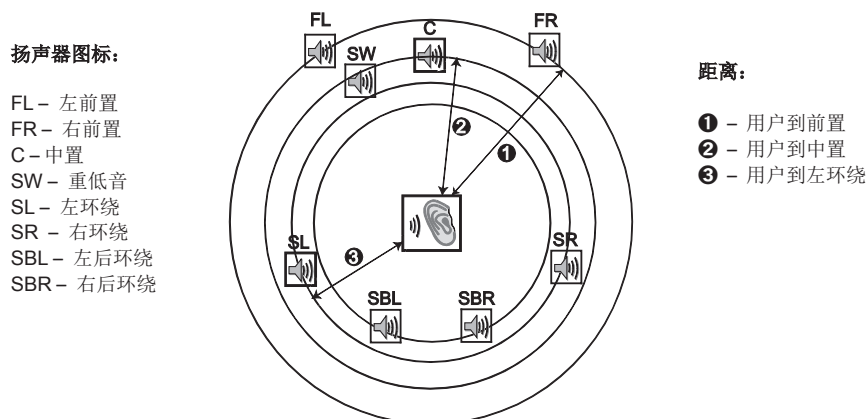 扬声器图标:
FL – 左前置
FR – 右前置
C – 中置
SW – 重低音
SL – 左环绕
SR – 右环绕
SBL – 左后环绕
SBR – 右后环绕
FL
FR
C
SW
❷
❶
❸
SL
SR
SBL
SBR
距离:
❶ – 用户到前置
❷ – 用户到中置
❸ – 用户到左环绕